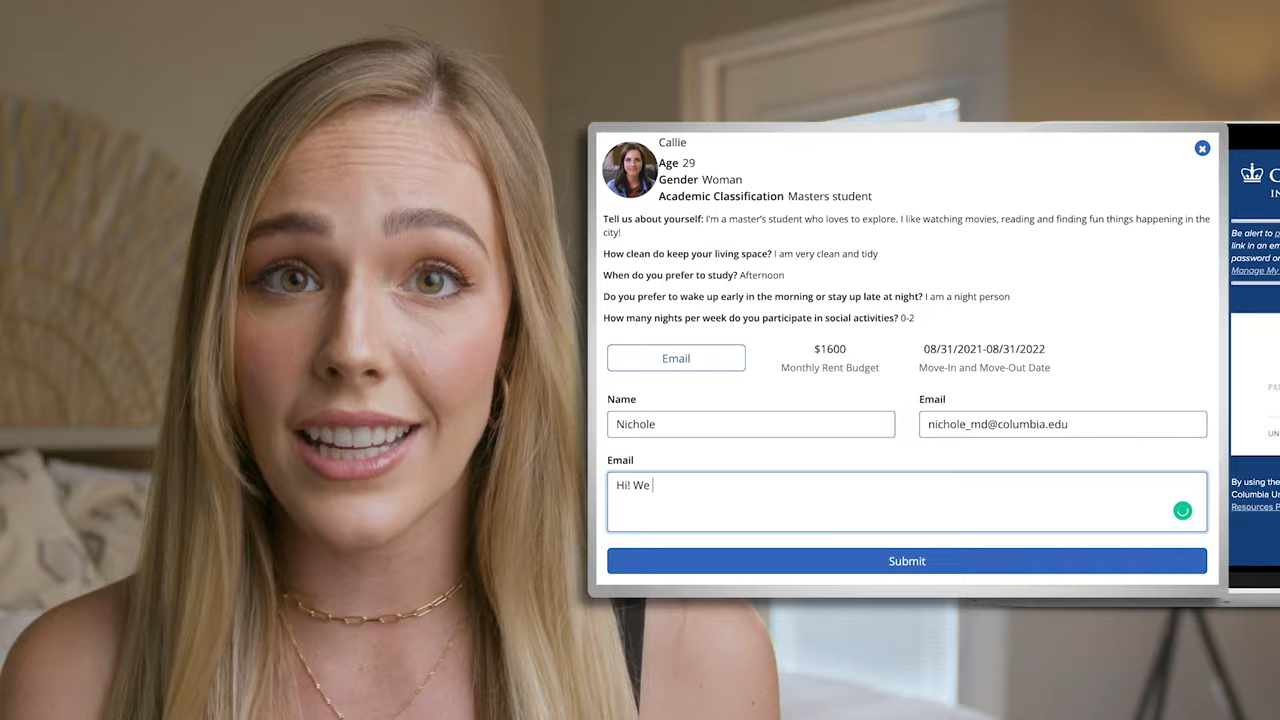 Callie
Age 29
Gender Woman
Academic Classification Masters student
Tell us about yourself: I'm a master's student who loves to explore. I like watching movies, reading and finding fun things happening in the
city!
How clean do keep your living space? I am very clean and tidy
When do you prefer to study? Afternoon
Do you prefer to wake up early in the morning or stay up late at night? I am a night person
How many nights per week do you participate in social activities? 0-2
Email
$1600
Monthly Rent Budget
08/31/2021-08/31/2022
Move-In and Move-Out Date
Name
Nichole
Email
nichole_md@columbia.edu
Email
Hi! We
Submit
C
IN
Be alert to p
link in an em
password or
Manage My
PAS
UN
By using the
Columbia Un
Resources P